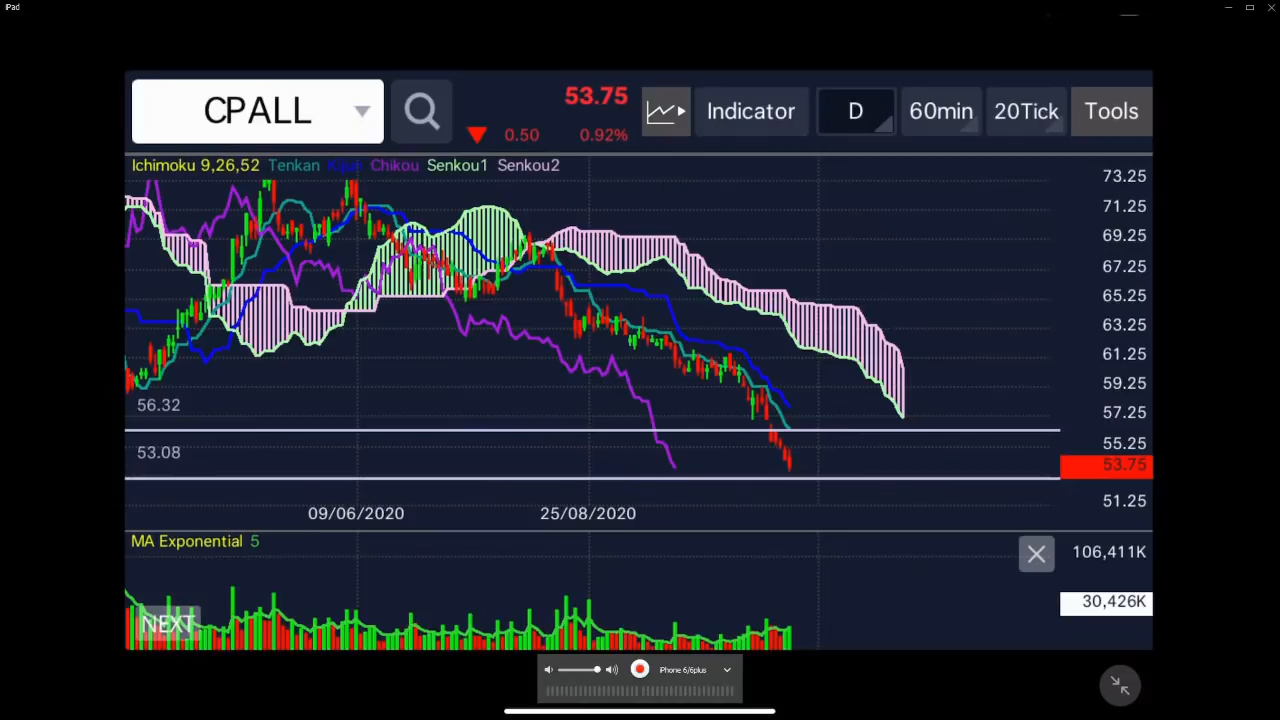 iPad
CPALL
53.75
0.50 0.92%
Indicator
D
60min
20Tick
Tools
Ichimoku 9,26,52 Tenkan Kijun Chikou Senkou1 Senkou2
73.25
71.25
69.25
67.25
65.25
63.25
61.25
59.25
57.25
55.25
53.75
51.25
56.32
53.08
09/06/2020 25/08/2020
MA Exponential 5
106,411K
30,426K
NEXT
iPhone 6/6plus